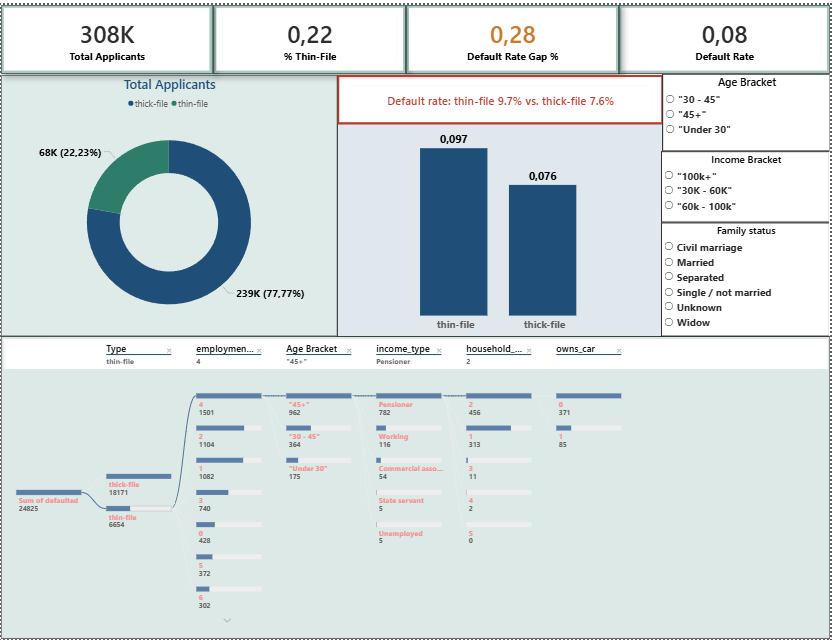 308K
Total Applicants
0,22
% Thin-File
0,28
Default Rate Gap %
0,08
Default Rate
Total Applicants
thick-file thin-file
68K (22,23%)
239K (77,77%)
Default rate: thin-file 9.7% vs. thick-file 7.6%
0,097
0,076
thin-file
thick-file
Age Bracket
"30 - 45"
"45+"
"Under 30"
Income Bracket
"100k+"
"30K - 60K"
"60k - 100k"
Family status
Civil marriage
Married
Separated
Single / not married
Unknown
Widow
Type
thin-file
employmen...
4
Age Bracket
"45+"
income_type
Pensioner
household_...
2
owns_car
Sum of defaulted
24825
thick-file
18171
thin-file
6654
4
1501
2
1104
1
1082
3
740
0
428
5
372
6
302
"45+"
962
"30 - 45"
364
"Under 30"
175
Pensioner
782
Working
116
Commercial asso...
54
State servant
5
Unemployed
5
2
456
1
313
3
11
4
2
5
0
0
371
1
85